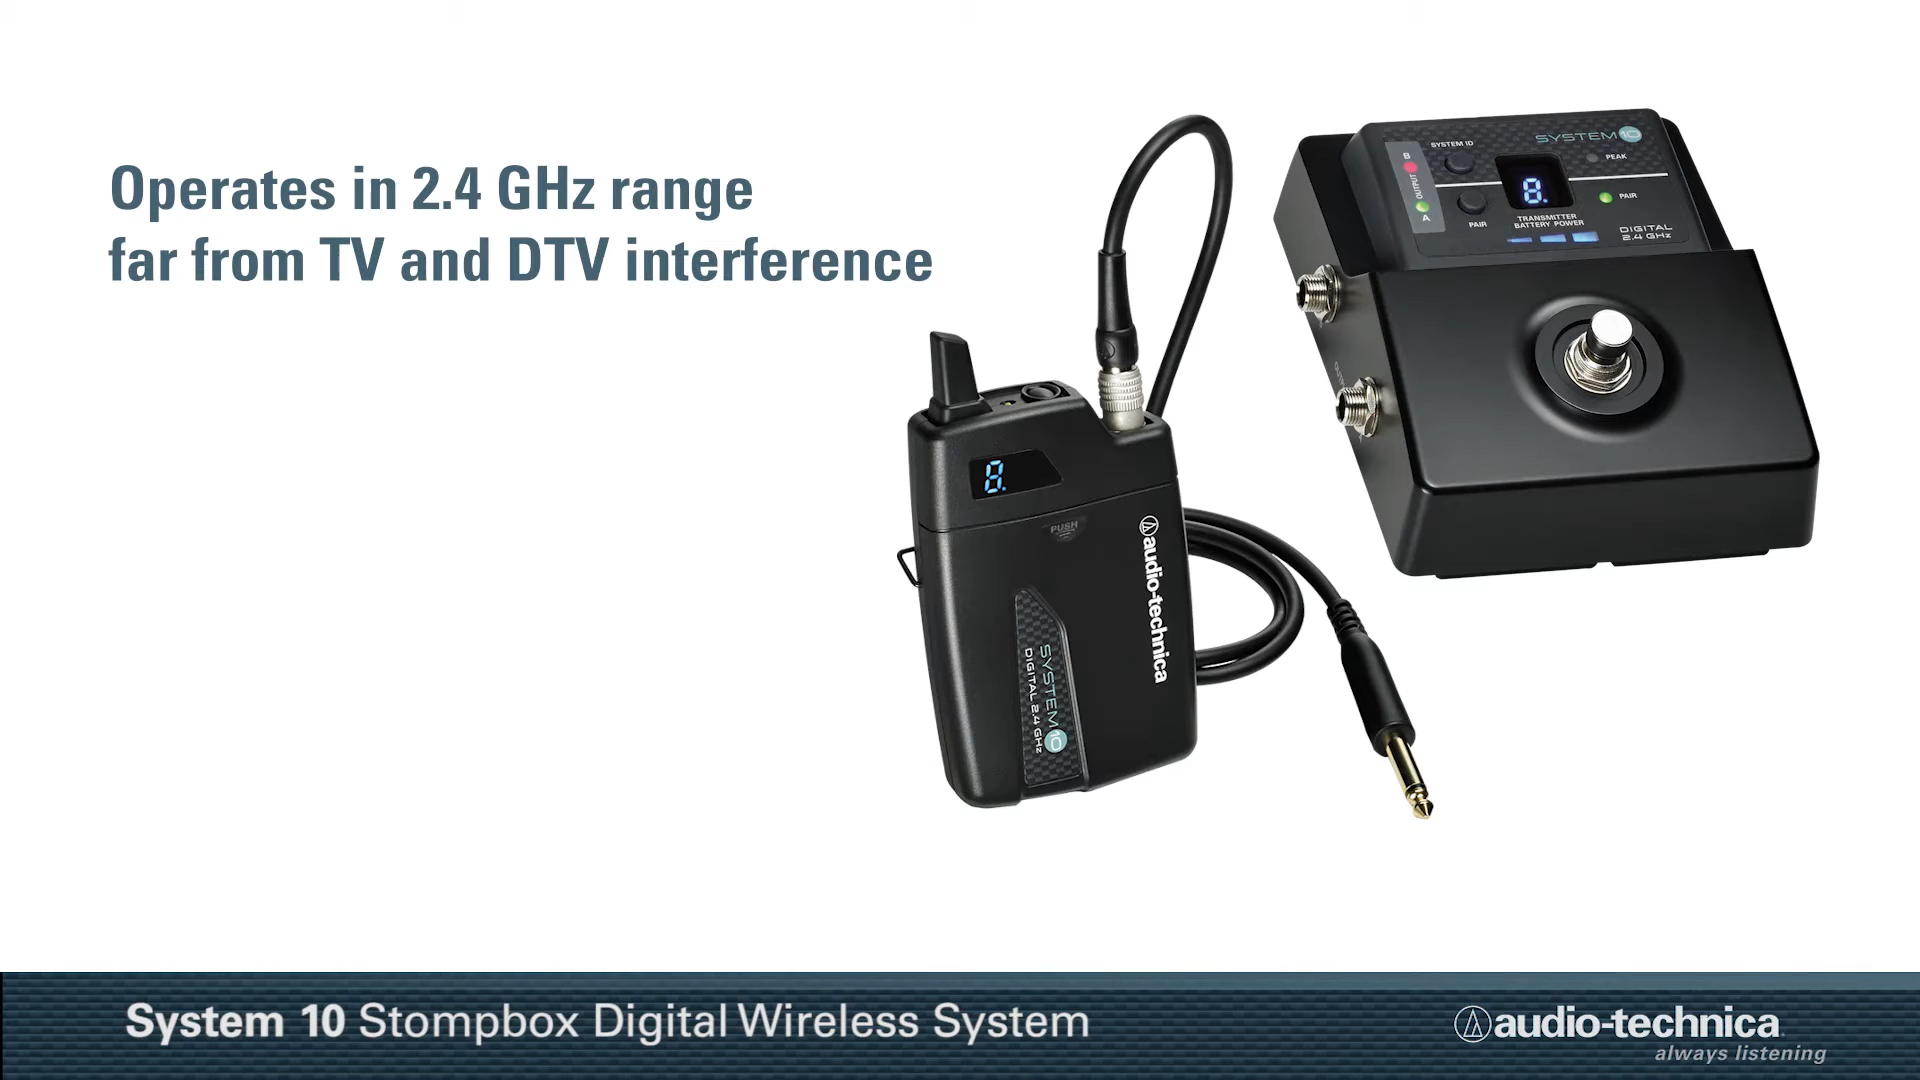 Operates in 2.4 GHz range
far from TV and DTV interference
SYSTEM 10
SYSTEM ID
B
OUTPUT
A
PEAK
8.
PAIR
PAIR
TRANSMITTER
BATTERY POWER
DIGITAL
2.4 GHz
8.
PUSH
audio-technica
SYSTEM 10
DIGITAL 2.4 GHz
System 10 Stompbox Digital Wireless System
audio-technica
always listening